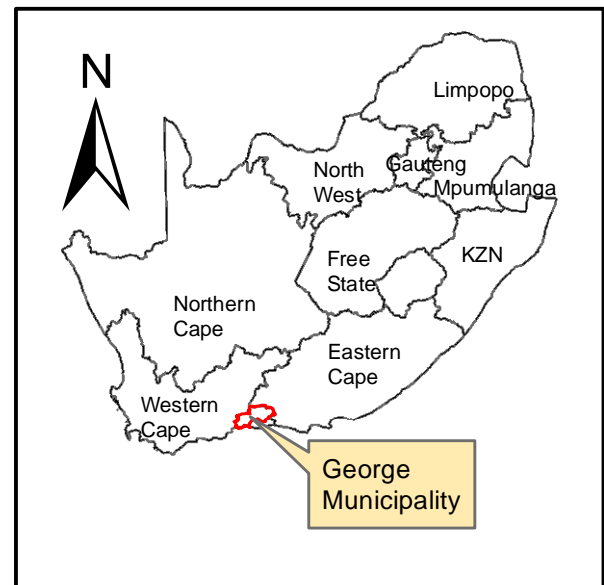 N
Limpopo
North
West
Gauteng
Mpumulanga
KZN
Free
State
Northern
Cape
Eastern
Cape
Western
Cape
George
Municipality